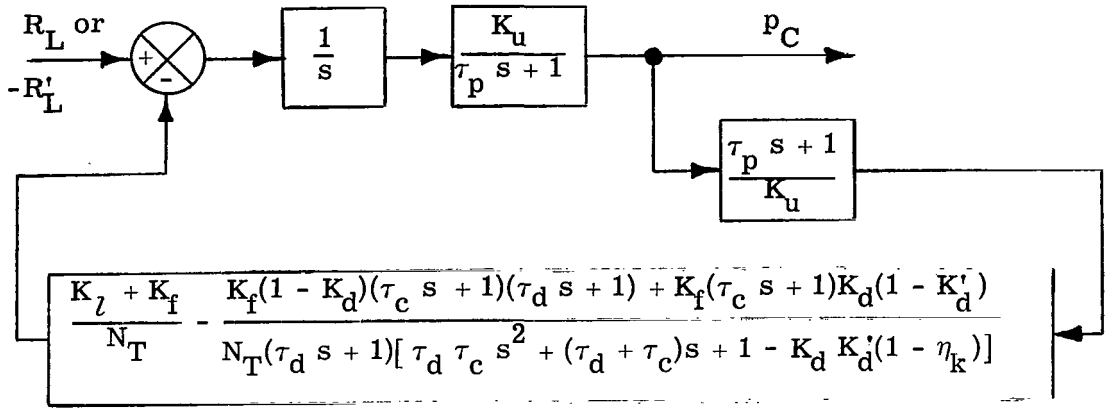 R_L or
-R'_L
+
-
1
s
K_u
τ_p s + 1
p_C
τ_p s + 1
K_u
K_l + K_f
N_T
-
K_f(1 - K_d)(τ_c s + 1)(τ_d s + 1) + K_f(τ_c s + 1)K_d(1 - K'_d)
N_T(τ_d s + 1)[ τ_d τ_c s^2 + (τ_d + τ_c)s + 1 - K_d K'_d(1 - η_k)]